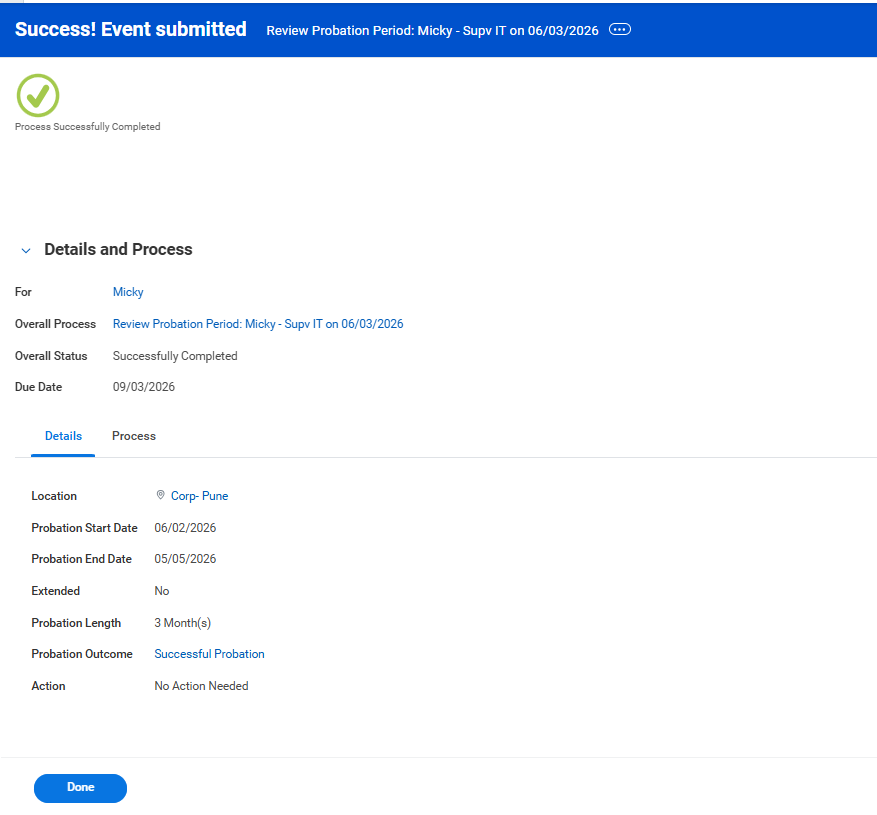 Success! Event submitted Review Probation Period: Micky - Supv IT on 06/03/2026
Process Successfully Completed
Details and Process
For Micky
Overall Process Review Probation Period: Micky - Supv IT on 06/03/2026
Overall Status Successfully Completed
Due Date 09/03/2026
Details Process
Location Corp- Pune
Probation Start Date 06/02/2026
Probation End Date 05/05/2026
Extended No
Probation Length 3 Month(s)
Probation Outcome Successful Probation
Action No Action Needed
Done